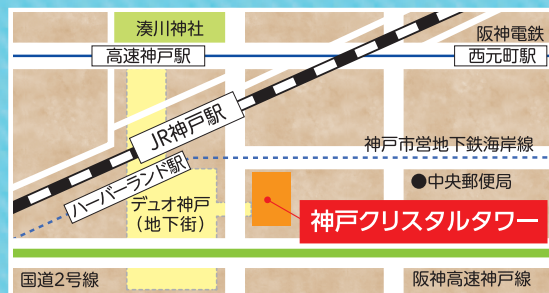 湊川神社
阪神電鉄
高速神戸駅
西元町駅
JR神戸駅
神戸市営地下鉄海岸線
ハーバーランド駅
中央郵便局
デュオ神戸
(地下街)
神戸クリスタルタワー
国道2号線
阪神高速神戸線